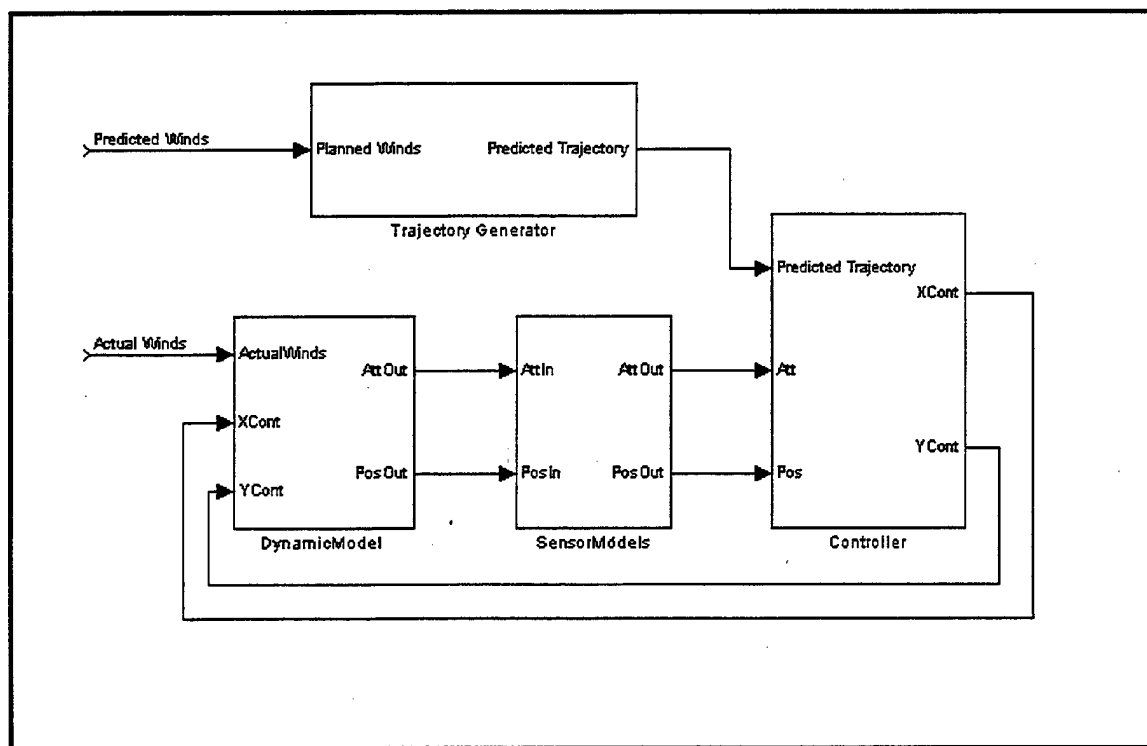 Predicted Winds
Planned Winds
Predicted Trajectory
Trajectory Generator
Predicted Trajectory
XCont
Actual Winds
ActualWinds
AttOut
AttIn
AttOut
Att
XCont
YCont
PosOut
PosIn
PosOut
Pos
YCont
DynamicModel
SensorModels
Controller